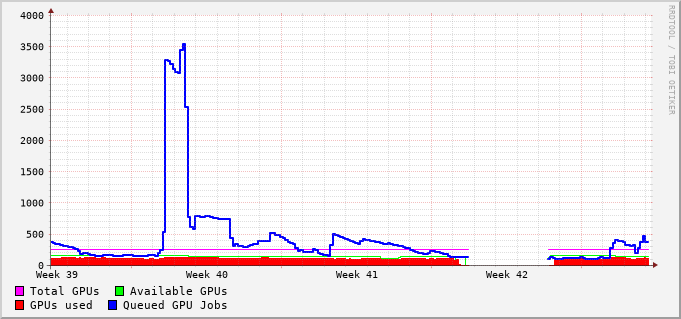 4000
3500
3000
2500
2000
1500
1000
500
0
Week 39 Week 40 Week 41 Week 42
Total GPUs Available GPUs
GPUs used Queued GPU Jobs
RRDTOOL / TOBI OETIKER